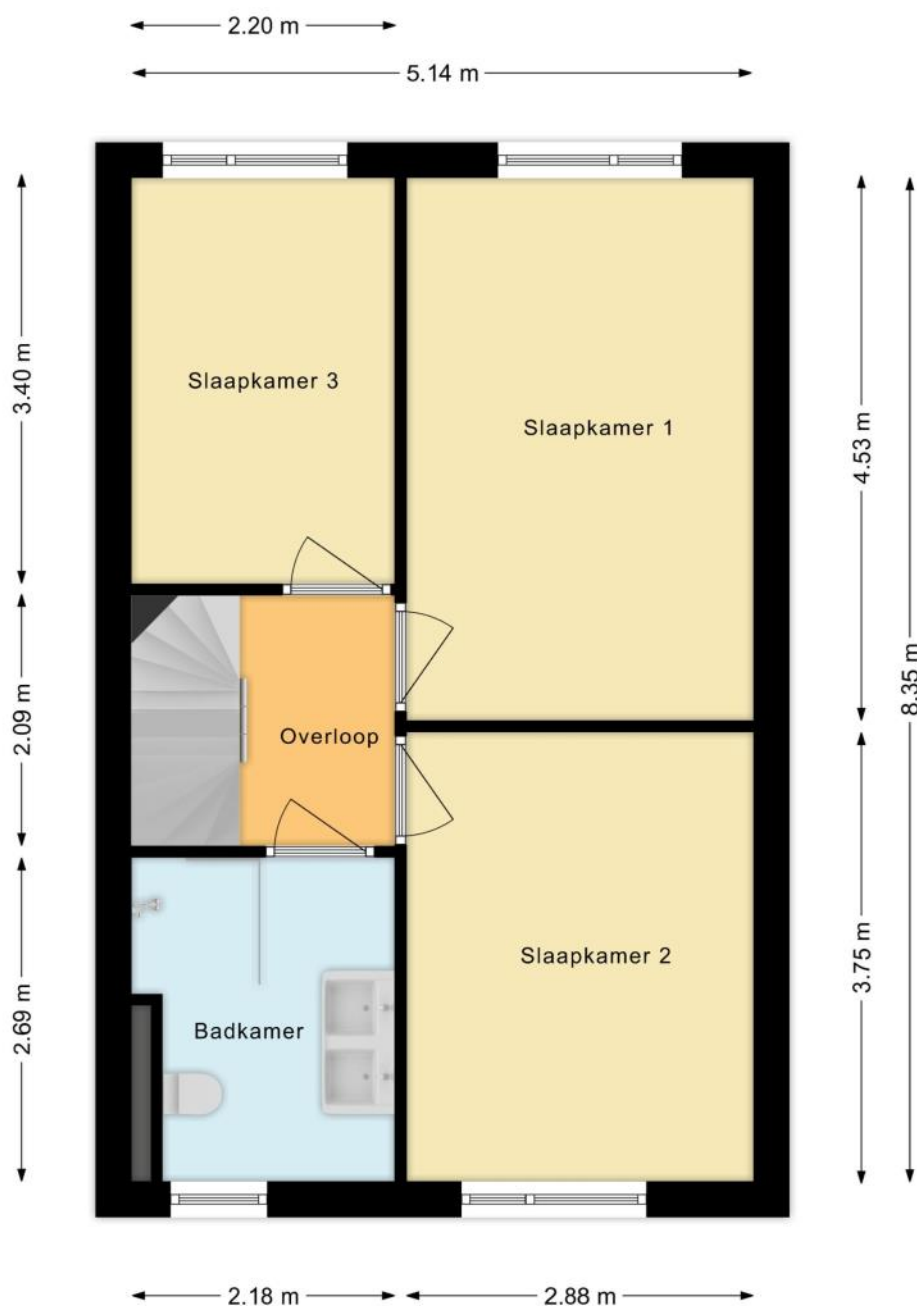 2.20 m
5.14 m
3.40 m
Slaapkamer 3
Slaapkamer 1
4.53 m
8.35 m
2.09 m
Overloop
Slaapkamer 2
3.75 m
2.69 m
Badkamer
2.18 m
2.88 m